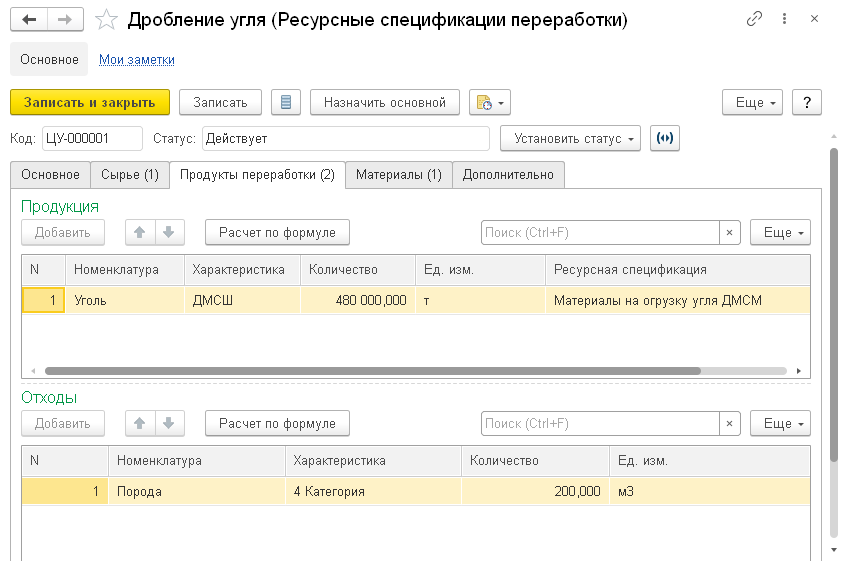 Дробление угля (Ресурсные спецификации переработки)
Основное Мои заметки
Записать и закрыть Записать Назначить основной Еще ?
Код: ЦУ-000001 Статус: Действует Установить статус
Основное Сырье (1) Продукты переработки (2) Материалы (1) Дополнительно
Продукция
Добавить Расчет по формуле Поиск (Ctrl+F) × Еще
N Номенклатура Характеристика Количество Ед. изм. Ресурсная спецификация
1 Уголь ДМСШ 480 000,000 т Материалы на огрузку угля ДМСМ
Отходы
Добавить Расчет по формуле Поиск (Ctrl+F) × Еще
N Номенклатура Характеристика Количество Ед. изм.
1 Порода 4 Категория 200,000 м3